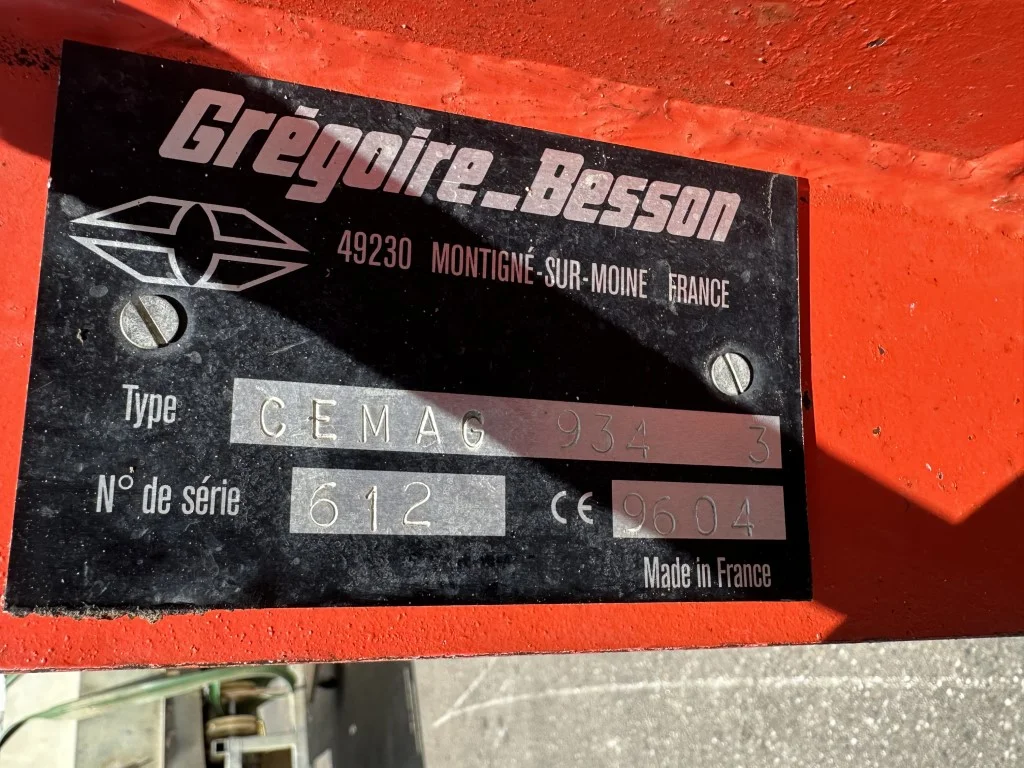 Grégoire_Besson
49230 MONTIGNÉ-SUR-MOINE FRANCE
Type CEMAG 934 3
N° de série 612 CE 9604
Made in France